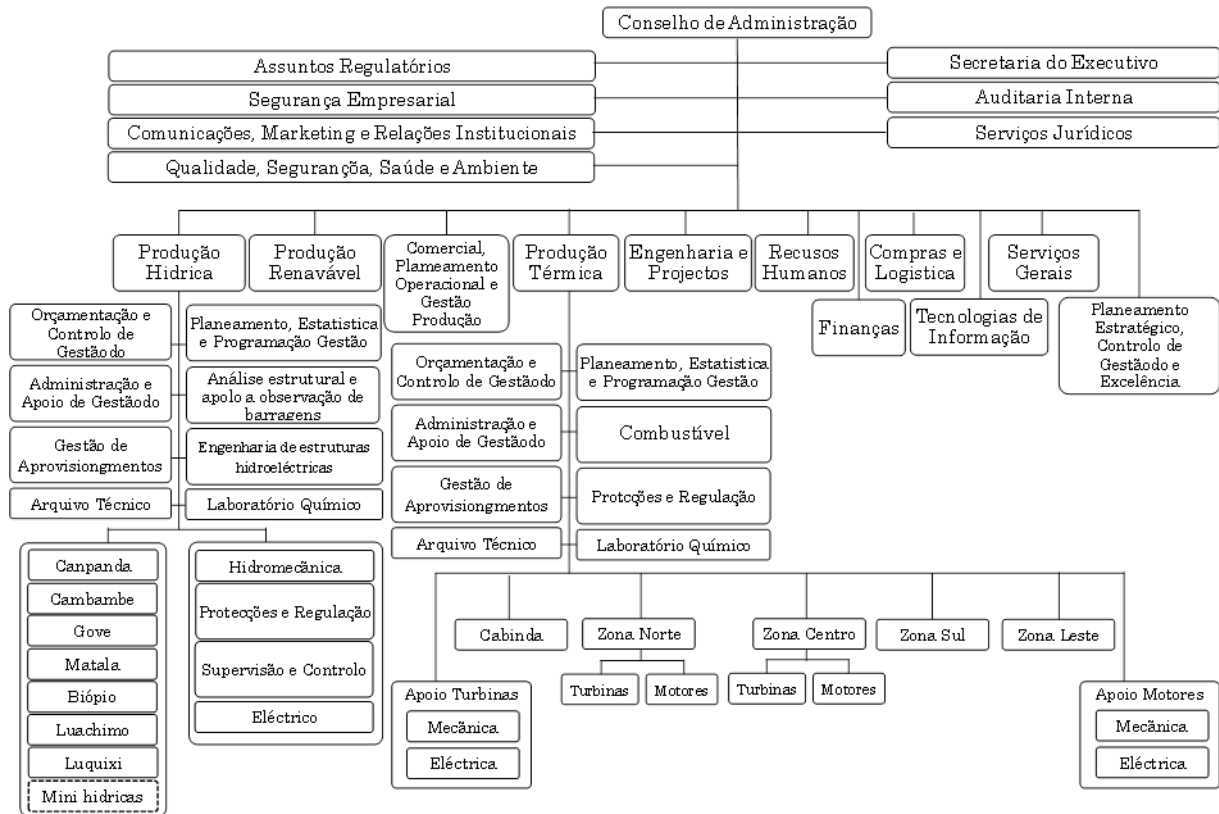 Conselho de Administração
Assuntos Regulatórios
Secretaria do Executivo
Segurança Empresarial
Auditaria Interna
Comunicações, Marketing e Relações Institucionais
Serviços Jurídicos
Qualidade, Segurançõa, Saúde e Ambiente
Produção
Hidrica
Produção
Renavável
Comercial,
Plameamento
Operacional e
Gestão
Produção
Produção
Térmica
Engenharia e
Projectos
Recusos
Humanos
Compras e
Logistica
Serviços
Gerais
Finanças
Tecnologias de
Informação
Planeamento
Estratégico,
Controlo de
Gestãodo e
Excelência
Orçamentação e
Controlo de
Gestãodo
Planeamento, Estatistica
e Programação Gestão
Administração e
Apoio de Gestãodo
Análise estrutural e
apolo a observação de
barragens
Gestão de
Aprovisiongmentos
Engenharia de estruturas
hidroeléctricas
Arquivo Técnico
Laboratório Químico
Canpanda
Cambambe
Gove
Matala
Biópio
Luachimo
Luquixi
Mini hidricas
Hidromecãnica
Protecções e Regulação
Supervisão e Controlo
Eléctrico
Orçamentação e
Controlo de Gestãodo
Planeamento, Estatistica
e Programação Gestão
Administração e
Apoio de Gestãodo
Combustível
Gestão de
Aprovisiongmentos
Protcções e Regulação
Arquivo Técnico
Laboratório Químico
Cabinda
Zona Norte
Zona Centro
Zona Sul
Zona Leste
Turbinas
Motores
Turbinas
Motores
Apoio Turbinas
Mecãnica
Eléctrica
Apoio Motores
Mecãnica
Eléctrica